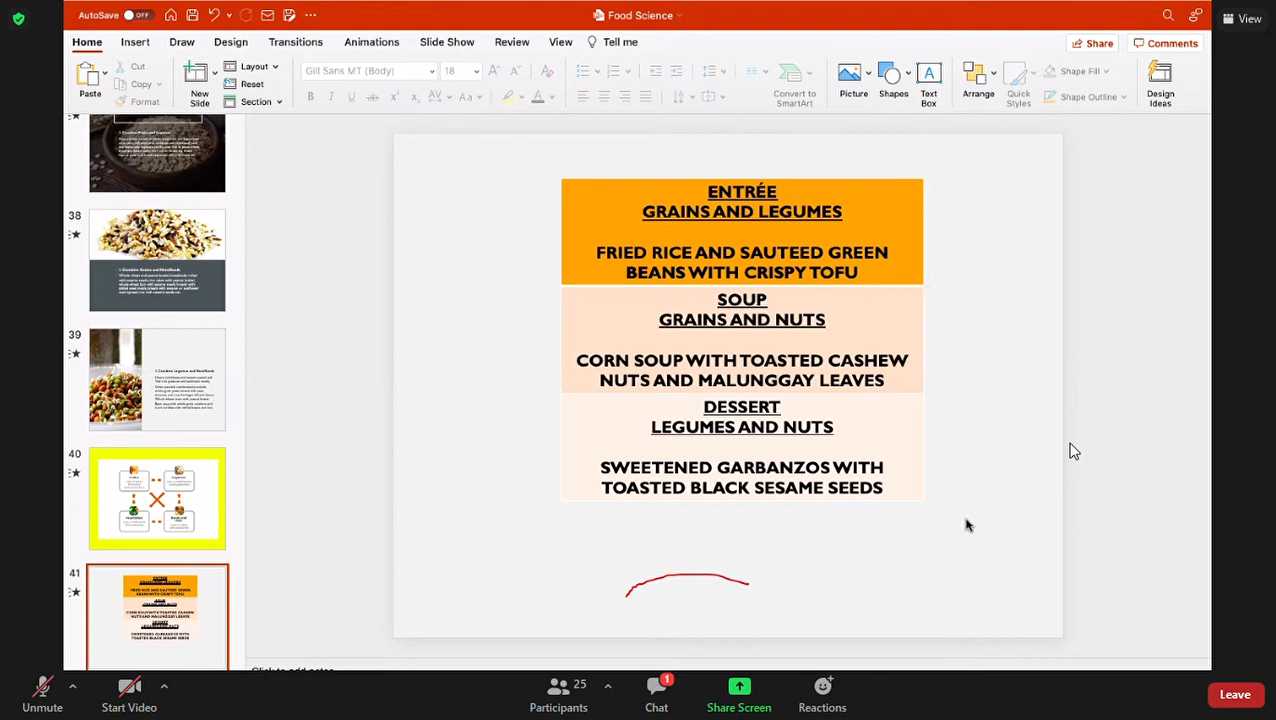 AutoSave OFF
Food Science
View
Home Insert Draw Design Transitions Animations Slide Show Review View Tell me
Share Comments
Paste
Cut
Copy
Format
New Slide
Layout
Reset
Section
Gill Sans MT (Body)
Convert to SmartArt
Picture
Shapes
Text Box
Arrange
Quick Styles
Shape Fill
Shape Outline
Design Ideas
38
39
40
41
ENTRÉE
GRAINS AND LEGUMES
FRIED RICE AND SAUTEED GREEN
BEANS WITH CRISPY TOFU
SOUP
GRAINS AND NUTS
CORN SOUP WITH TOASTED CASHEW
NUTS AND MALUNGGAY LEAVES
DESSERT
LEGUMES AND NUTS
SWEETENED GARBANZOS WITH
TOASTED BLACK SESAME SEEDS
Click to add notes
Unmute
Start Video
25
Participants
1
Chat
Share Screen
Reactions
Leave